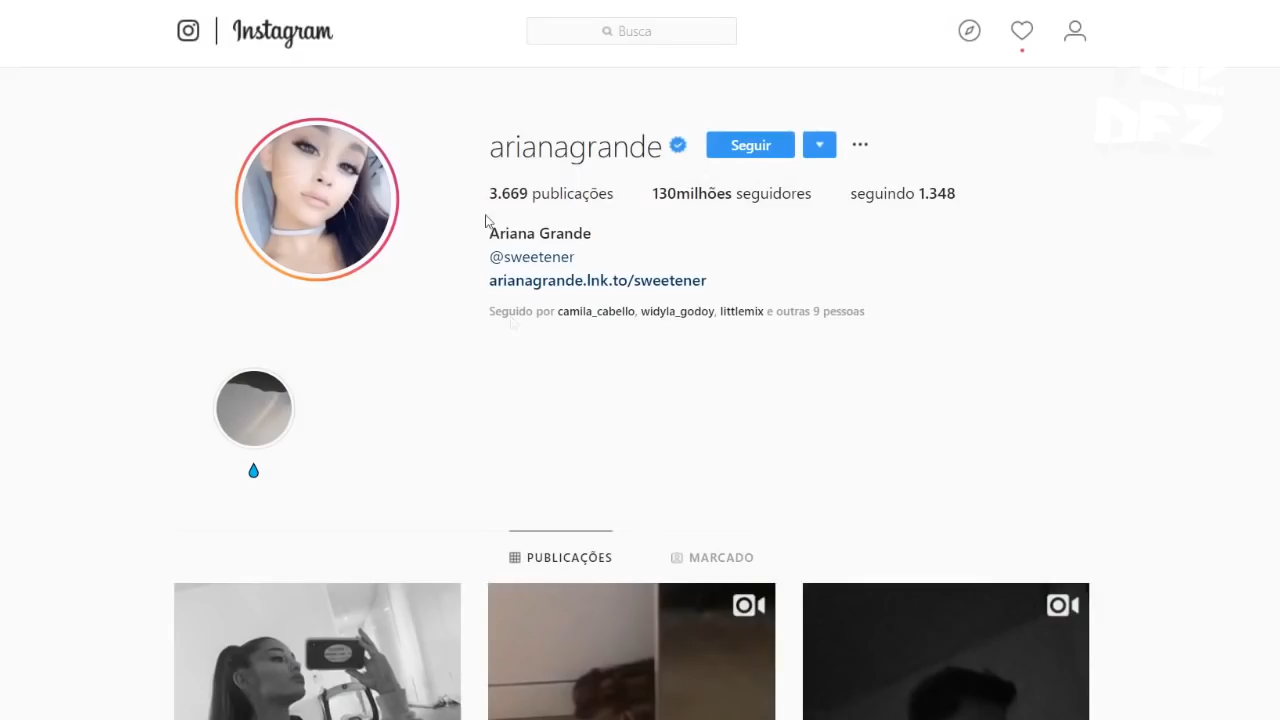 Instagram
Busca
arianagrande
Seguir
3.669 publicações 130milhões seguidores seguindo 1.348
Ariana Grande
@sweetener
arianagrande.lnk.to/sweetener
Seguido por camila_cabello, widyla_godoy, littlemix e outras 9 pessoas
PUBLICAÇÕES MARCADO
DEZ